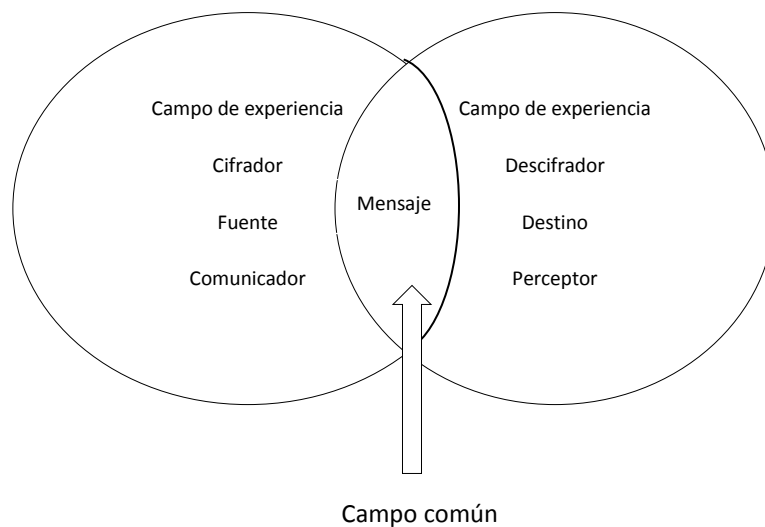 Campo de experiencia
Cifrador
Fuente
Comunicador
Mensaje
Campo de experiencia
Descifrador
Destino
Perceptor
Campo común